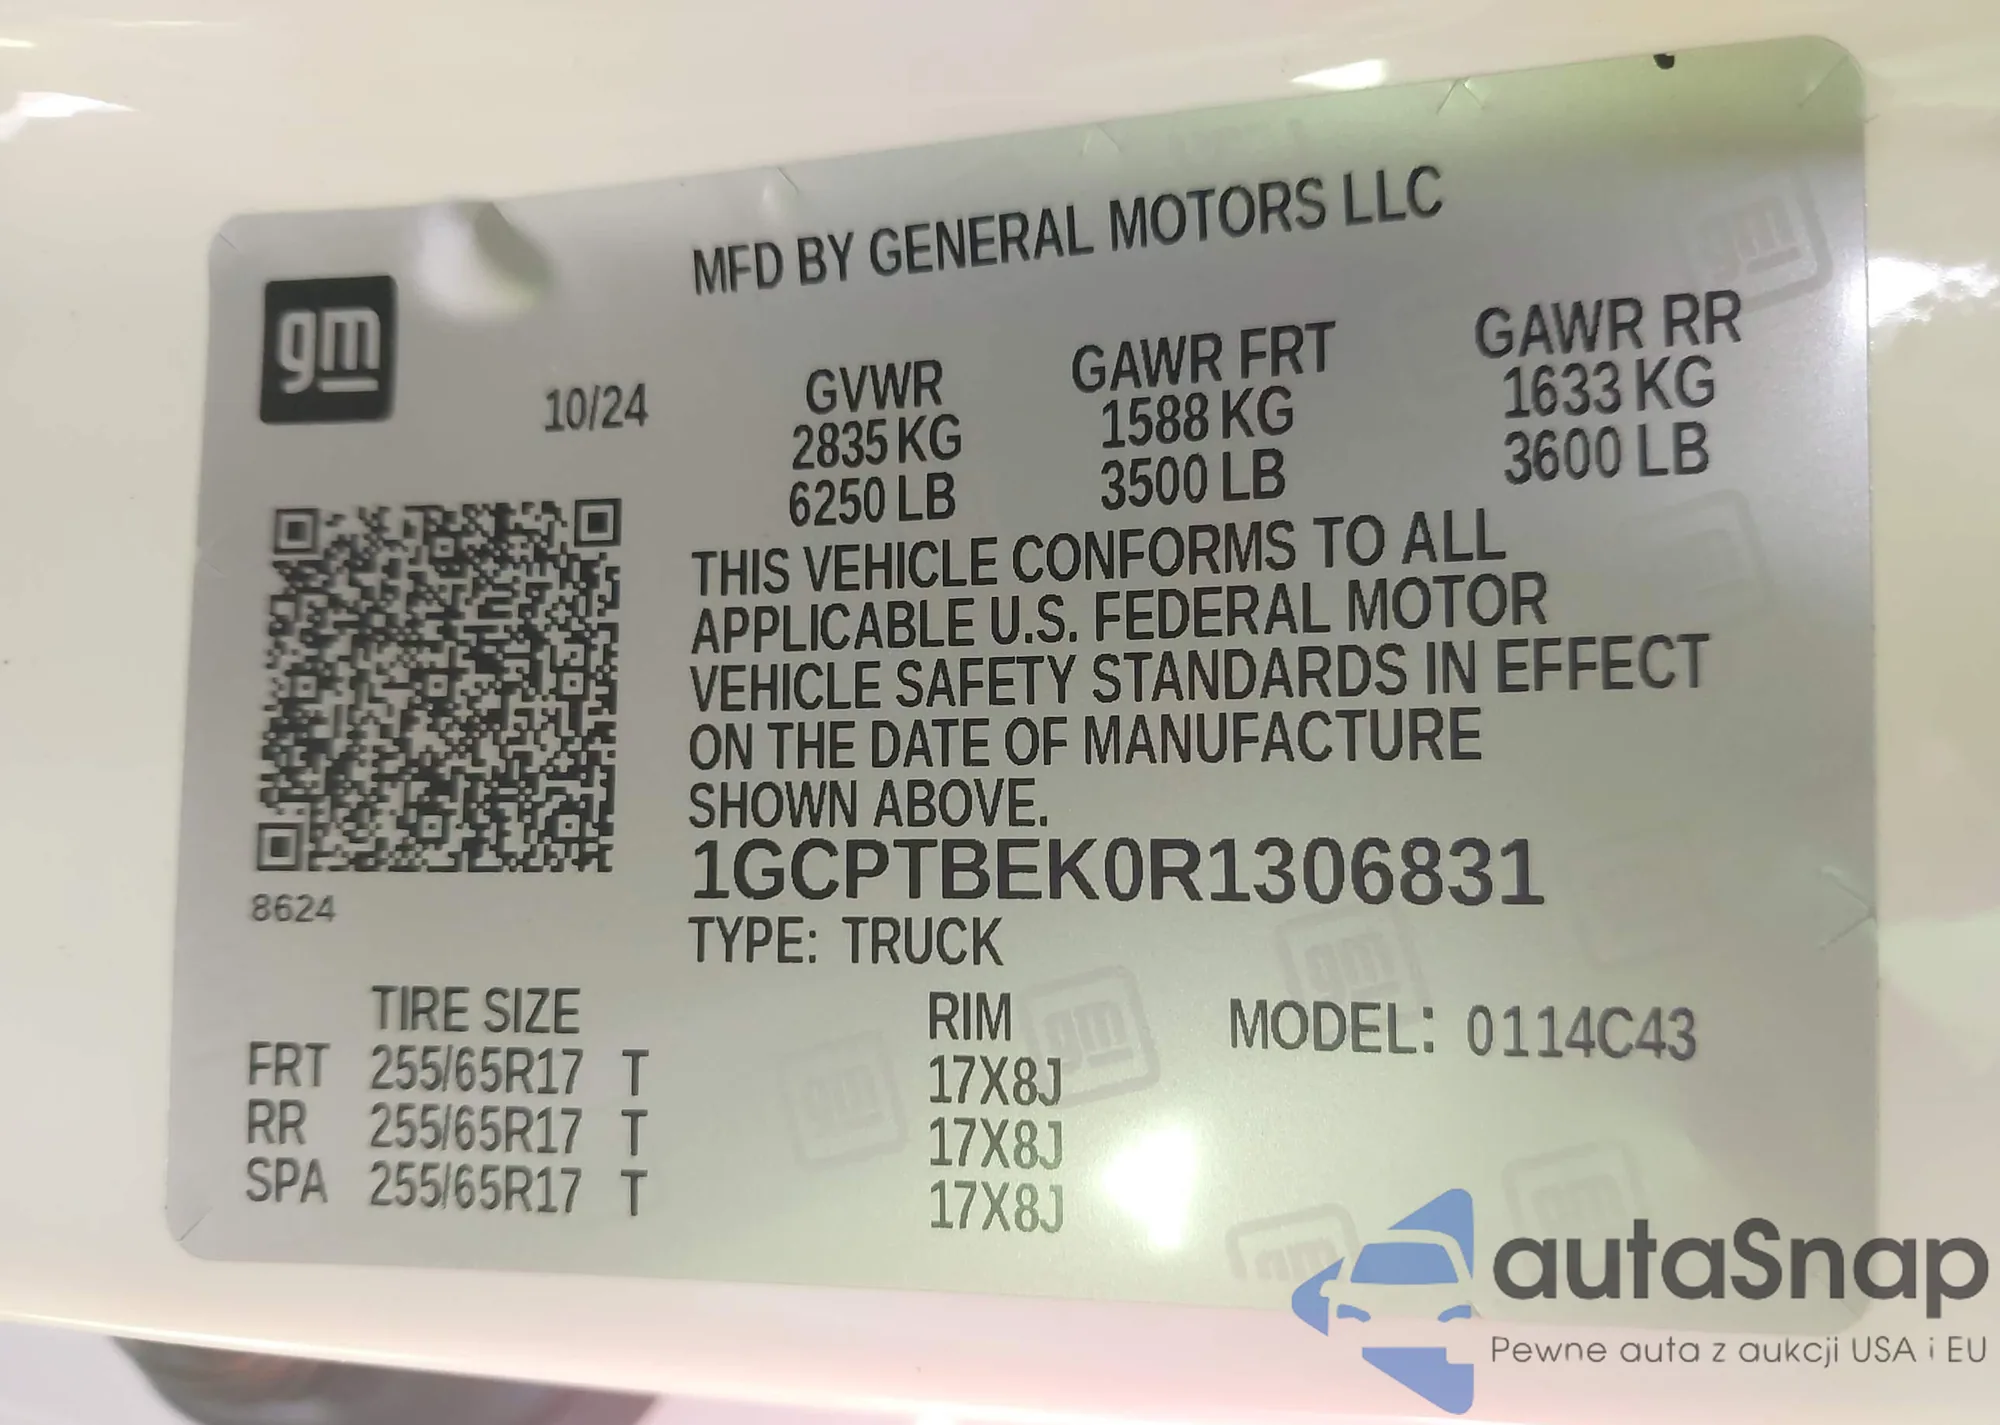 MFD BY GENERAL MOTORS LLC
gm
10/24
GVWR
2835 KG
6250 LB
GAWR FRT
1588 KG
3500 LB
GAWR RR
1633 KG
3600 LB
THIS VEHICLE CONFORMS TO ALL
APPLICABLE U.S. FEDERAL MOTOR
VEHICLE SAFETY STANDARDS IN EFFECT
ON THE DATE OF MANUFACTURE
SHOWN ABOVE.
1GCPTBEK0R1306831
TYPE: TRUCK
8624
TIRE SIZE RIM MODEL: 0114C43
FRT 255/65R17 T 17X8J
RR 255/65R17 T 17X8J
SPA 255/65R17 T 17X8J
autaSnap
Pewne auta z aukcji USA i EU